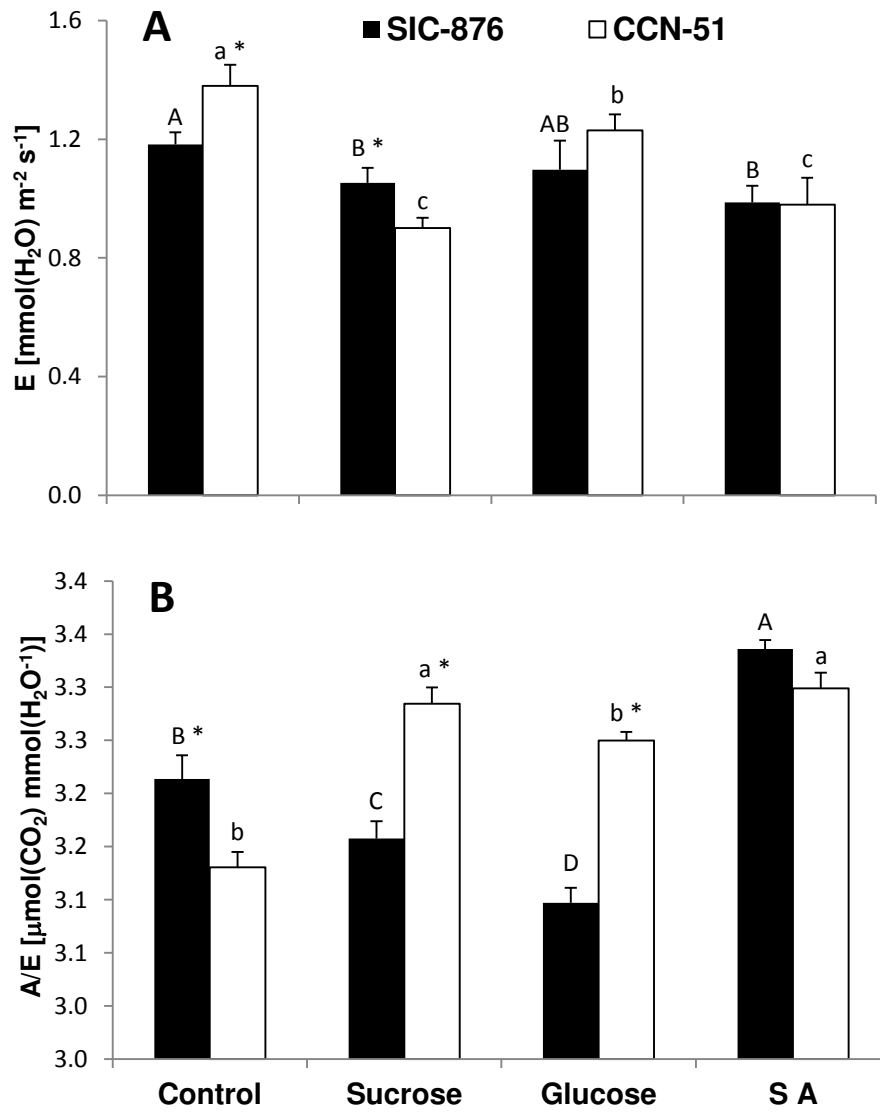 A
SIC-876 CCN-51
E [mmol(H₂O) m⁻² s⁻¹]
1.6
1.2
0.8
0.4
0.0
A a *
B * c
AB b
B c
B
A/E [μmol(CO₂) mmol(H₂O⁻¹)]
3.4
3.4
3.3
3.3
3.2
3.2
3.1
3.1
3.0
3.0
B * b
C a *
D b *
A a
Control Sucrose Glucose S A